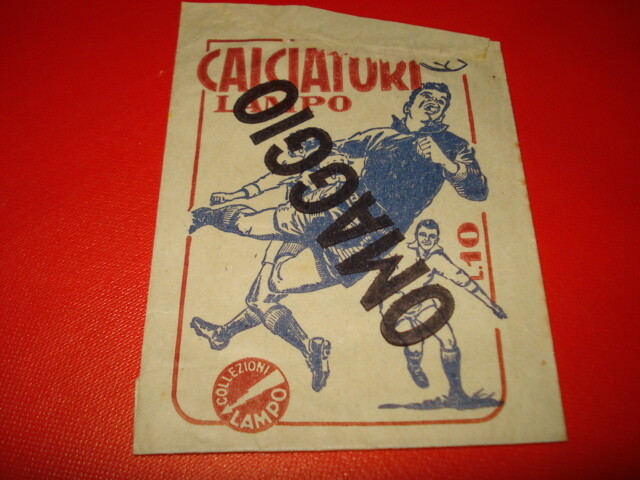 CALCIATORI
LAMPO
OMAGGIO
L.10
COLLEZIONI
LAMPO